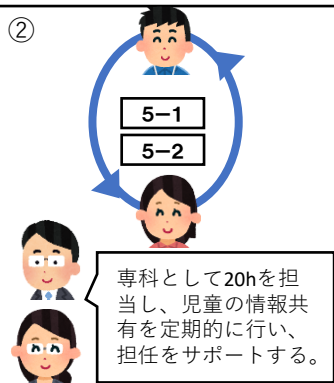 ②
5−1
5−2
専科として20hを担
当し、児童の情報共
有を定期的に行い、
担任をサポートする。